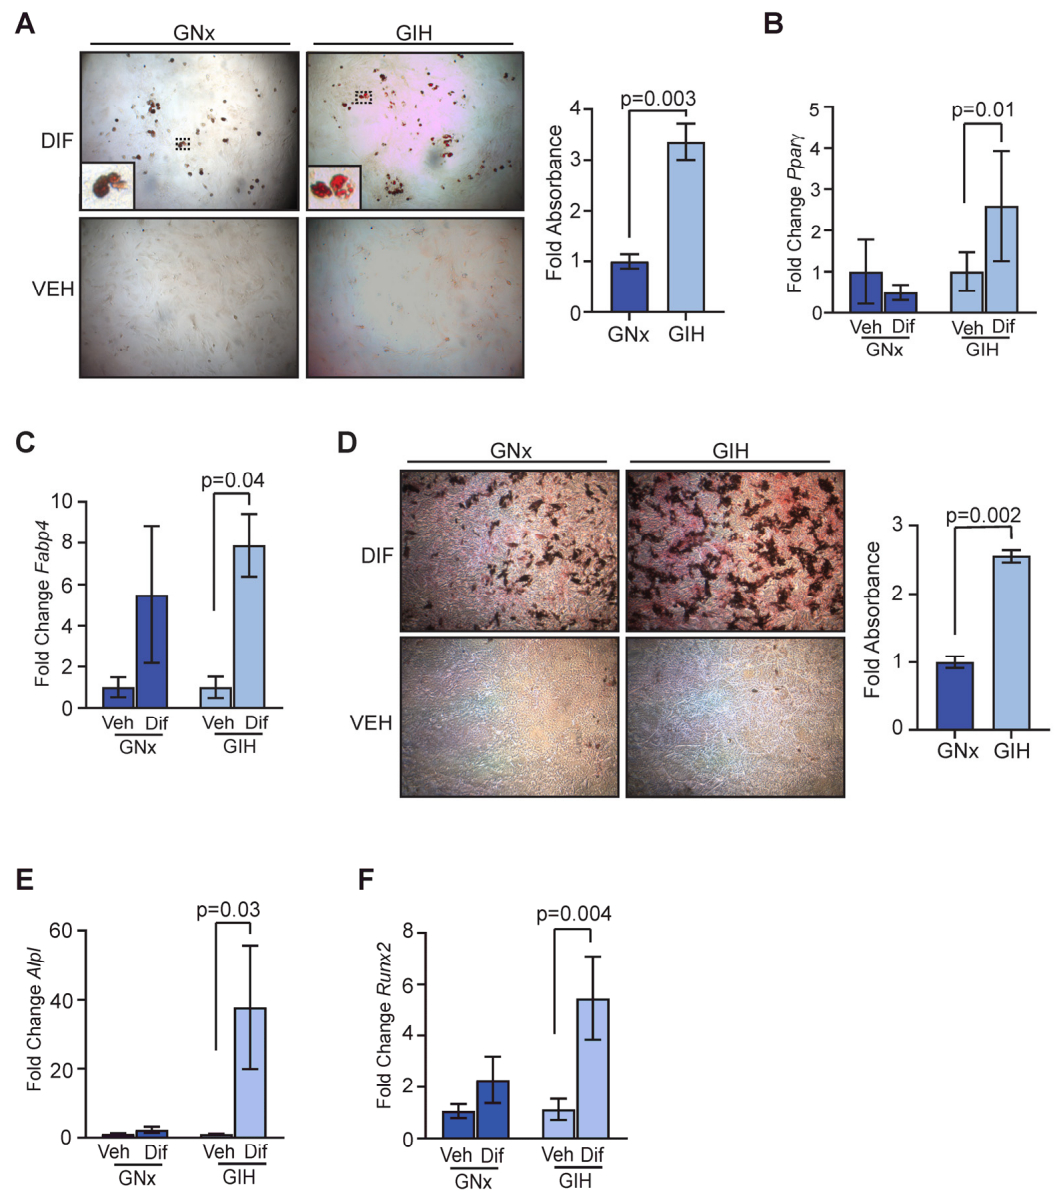 A
GNx
GIH
DIF
VEH
Fold Absorbance
4
3
2
1
0
p=0.003
GNx
GIH
B
Fold Change Pparγ
5
4
2
1
0
p=0.01
Veh Dif
GNx
Veh Dif
GIH
C
Fold Change Fabp4
10
8
6
4
2
0
p=0.04
Veh Dif
GNx
Veh Dif
GIH
D
GNx
GIH
DIF
VEH
Fold Absorbance
3
2
1
0
p=0.002
GNx
GIH
E
Fold Change Alpl
60
40
20
0
p=0.03
Veh Dif
GNx
Veh Dif
GIH
F
Fold Change Runx2
8
6
4
2
0
p=0.004
Veh Dif
GNx
Veh Dif
GIH